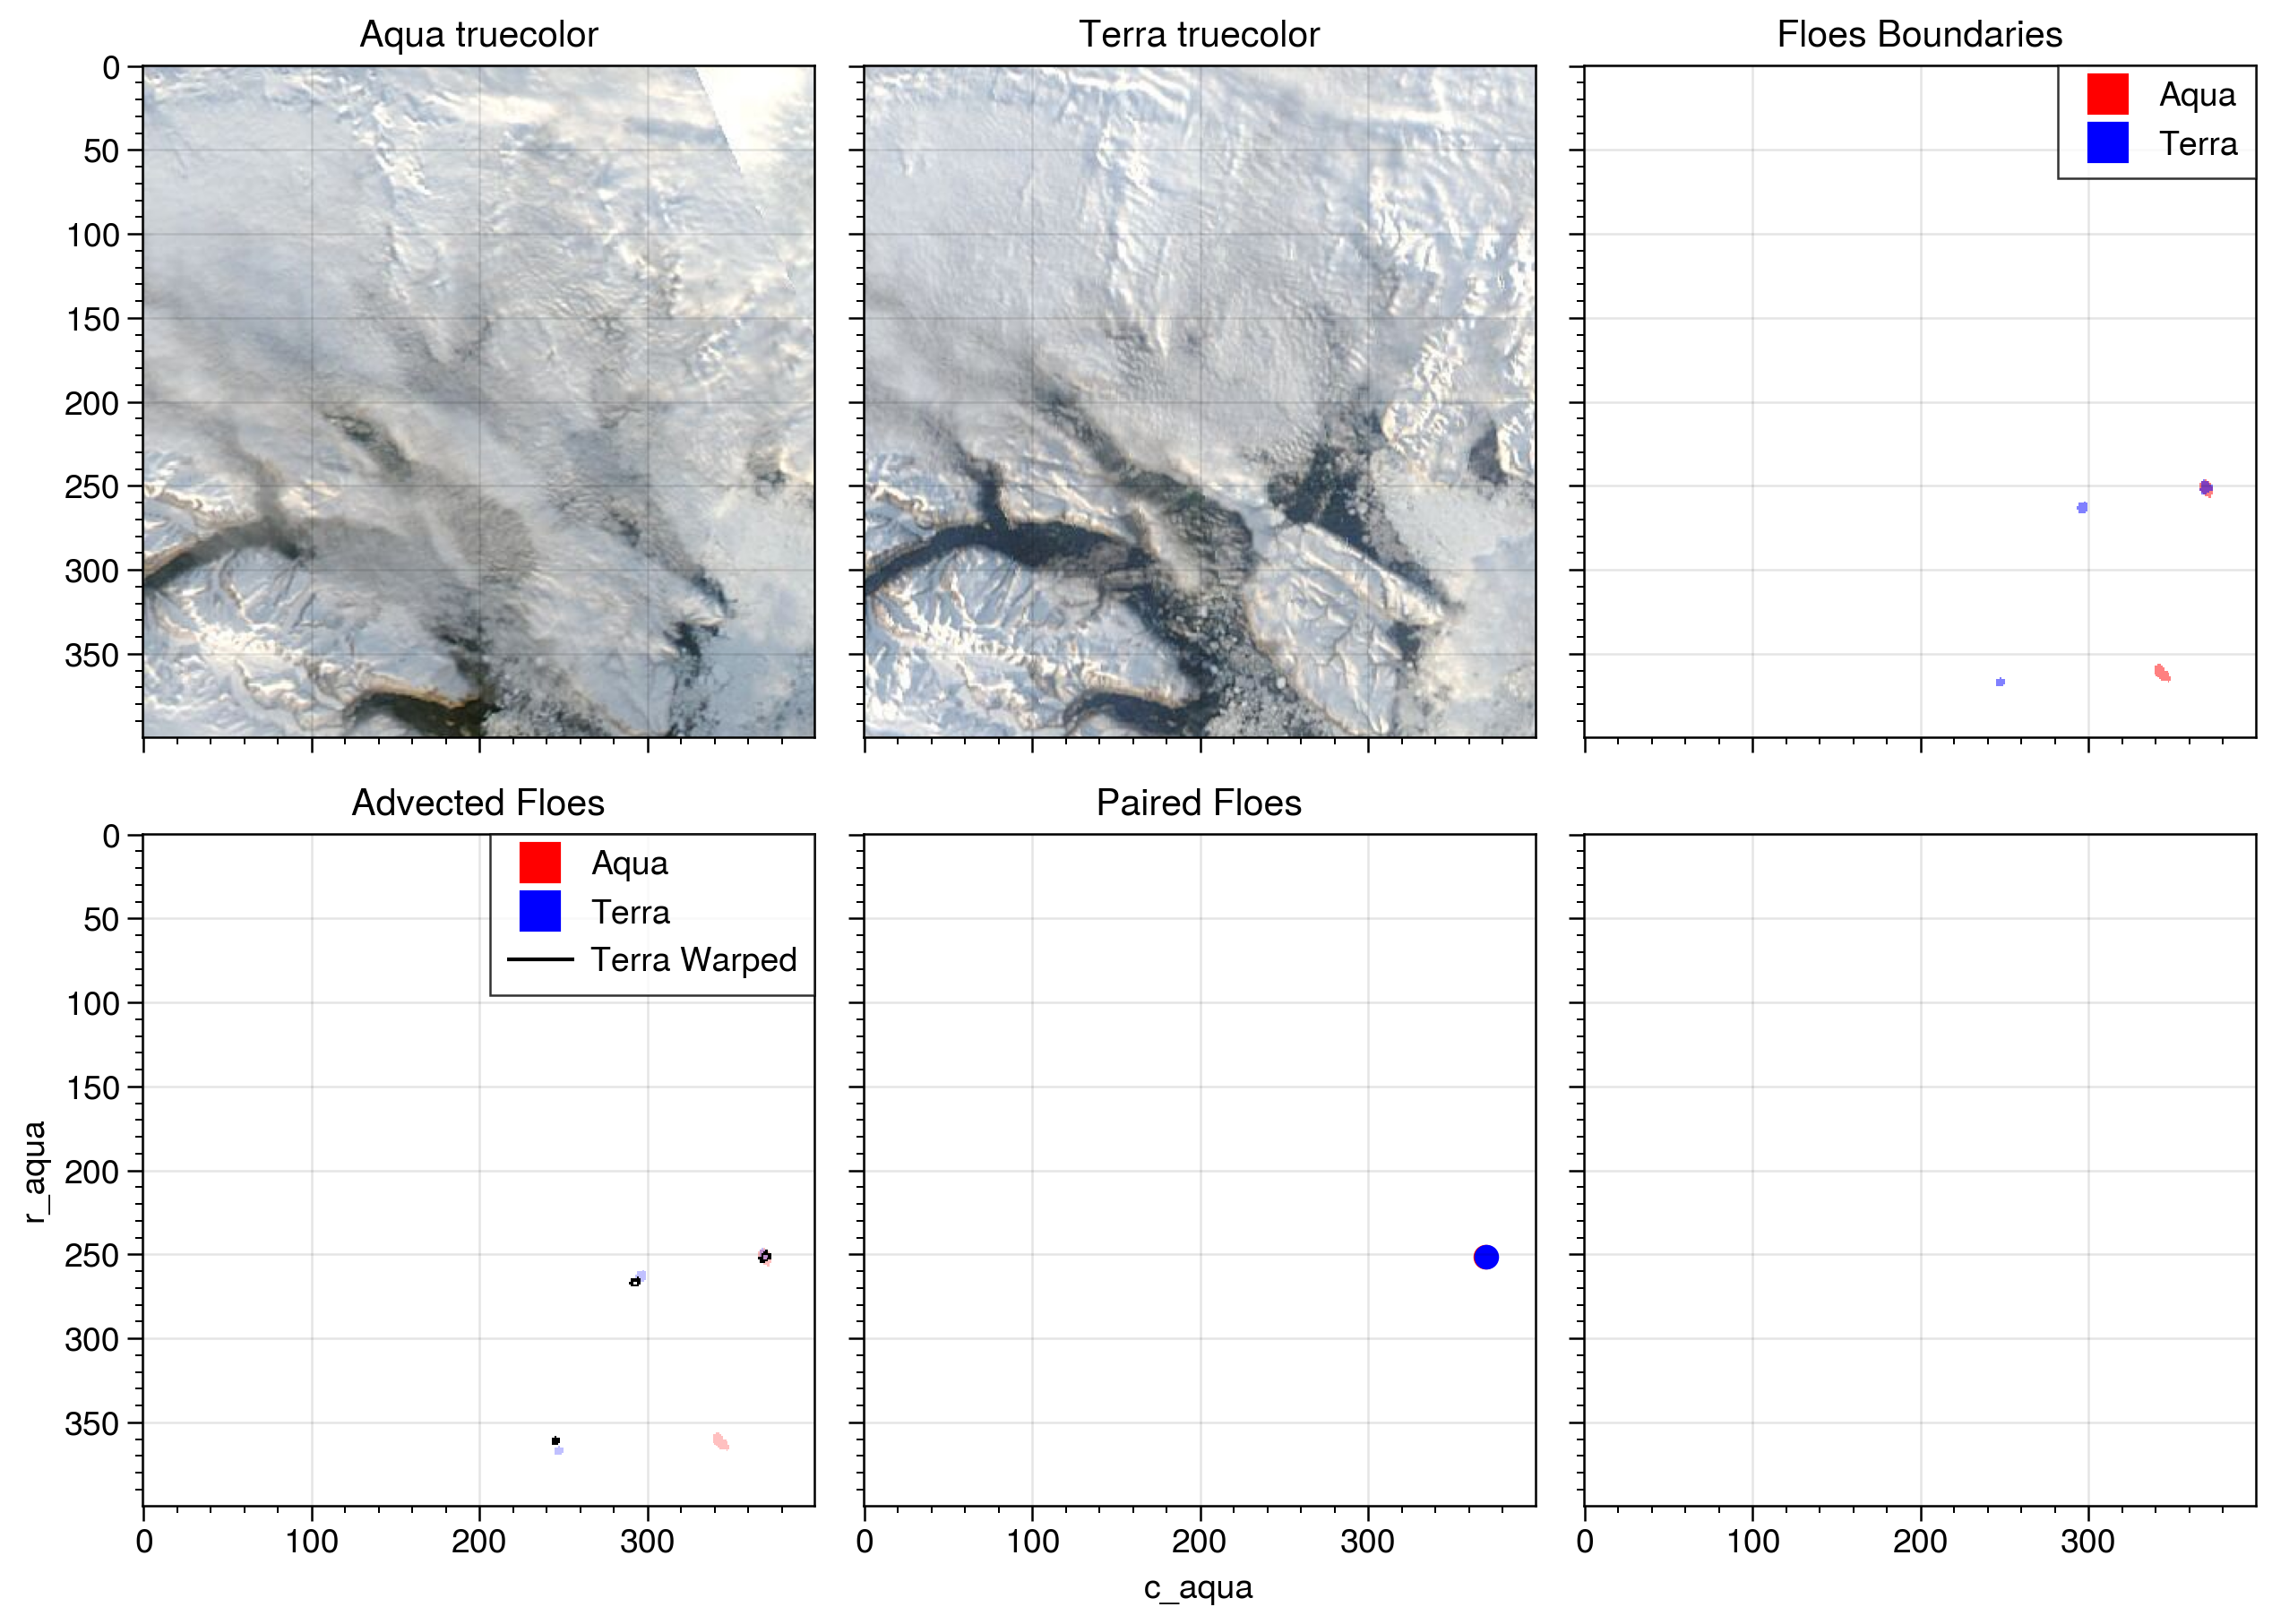 Aqua truecolor
Terra truecolor
Floes Boundaries
0
50
100
150
200
250
300
350
Aqua
Terra
Advected Floes
Paired Floes
0
50
100
150
200
250
300
350
Aqua
Terra
Terra Warped
r_aqua
0 100 200 300
0 100 200 300
0 100 200 300
c_aqua